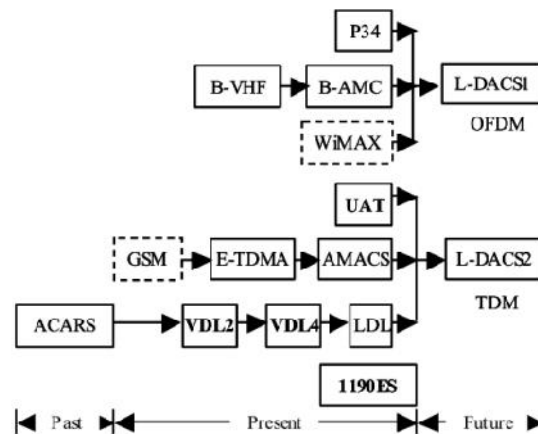 P34
B-VHF B-AMC L-DACS1
OFDM
WiMAX
UAT
GSM E-TDMA AMACS L-DACS2
TDM
ACARS VDL2 VDL4 LDL
1190ES
Past Present Future